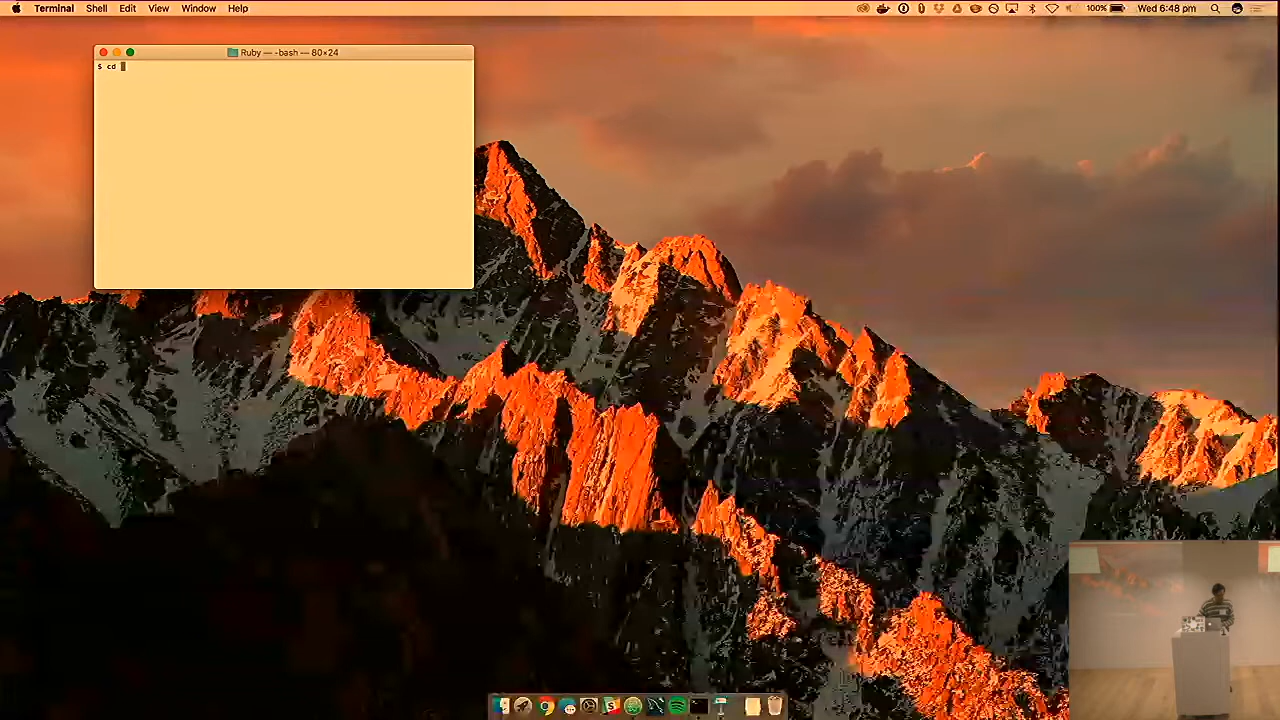 Terminal Shell Edit View Window Help 100% Wed 6:48 pm
Ruby — -bash — 80×24
$ cd